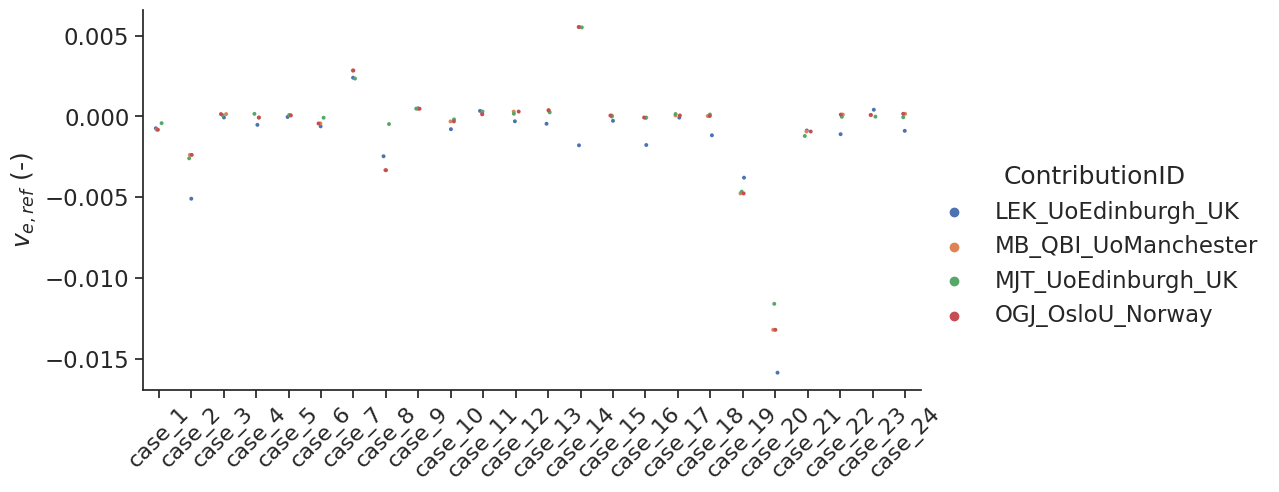 0.005
0.000
−0.005
−0.010
−0.015
v_{e, ref} (-)
case_1
case_2
case_3
case_4
case_5
case_6
case_7
case_8
case_9
case_10
case_11
case_12
case_13
case_14
case_15
case_16
case_17
case_18
case_19
case_20
case_21
case_22
case_23
case_24
ContributionID
LEK_UoEdinburgh_UK
MB_QBI_UoManchester
MJT_UoEdinburgh_UK
OGJ_OsloU_Norway